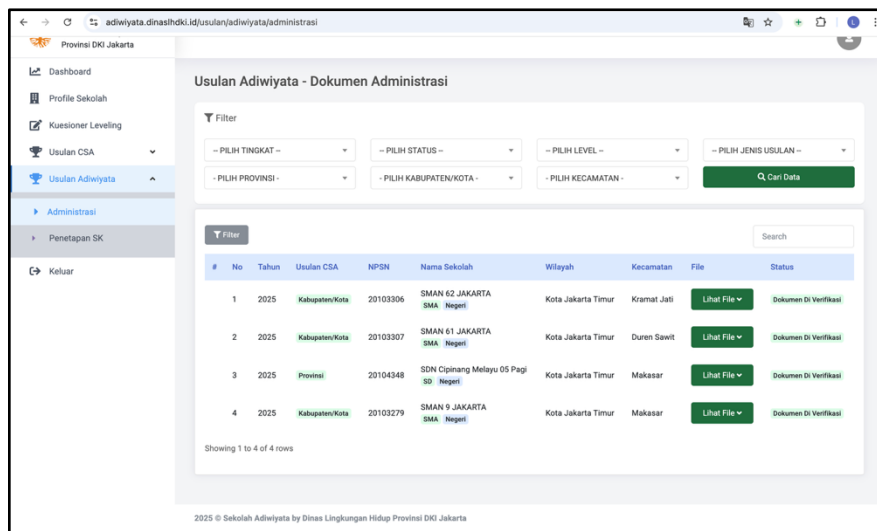 adiwiyata.dinaslhdki.id/usulan/adiwiyata/administrasi
L
Provinsi DKI Jakarta
Dashboard
Profile Sekolah
Kuesioner Leveling
Usulan CSA
Usulan Adiwiyata
Administrasi
Penetapan SK
Keluar
Usulan Adiwiyata - Dokumen Administrasi
Filter
-- PILIH TINGKAT -- -- PILIH STATUS -- -- PILIH LEVEL -- -- PILIH JENIS USULAN --
- PILIH PROVINSI - - PILIH KABUPATEN/KOTA - - PILIH KECAMATAN - Cari Data
Filter Search
# No Tahun Usulan CSA NPSN Nama Sekolah Wilayah Kecamatan File Status
1 2025 Kabupaten/Kota 20103306 SMAN 62 JAKARTA Kota Jakarta Timur Kramat Jati Lihat File Dokumen Di Verifikasi
SMA Negeri
2 2025 Kabupaten/Kota 20103307 SMAN 61 JAKARTA Kota Jakarta Timur Duren Sawit Lihat File Dokumen Di Verifikasi
SMA Negeri
3 2025 Provinsi 20104348 SDN Cipinang Melayu 05 Pagi Kota Jakarta Timur Makasar Lihat File Dokumen Di Verifikasi
SD Negeri
4 2025 Kabupaten/Kota 20103279 SMAN 9 JAKARTA Kota Jakarta Timur Makasar Lihat File Dokumen Di Verifikasi
SMA Negeri
Showing 1 to 4 of 4 rows
2025 © Sekolah Adiwiyata by Dinas Lingkungan Hidup Provinsi DKI Jakarta